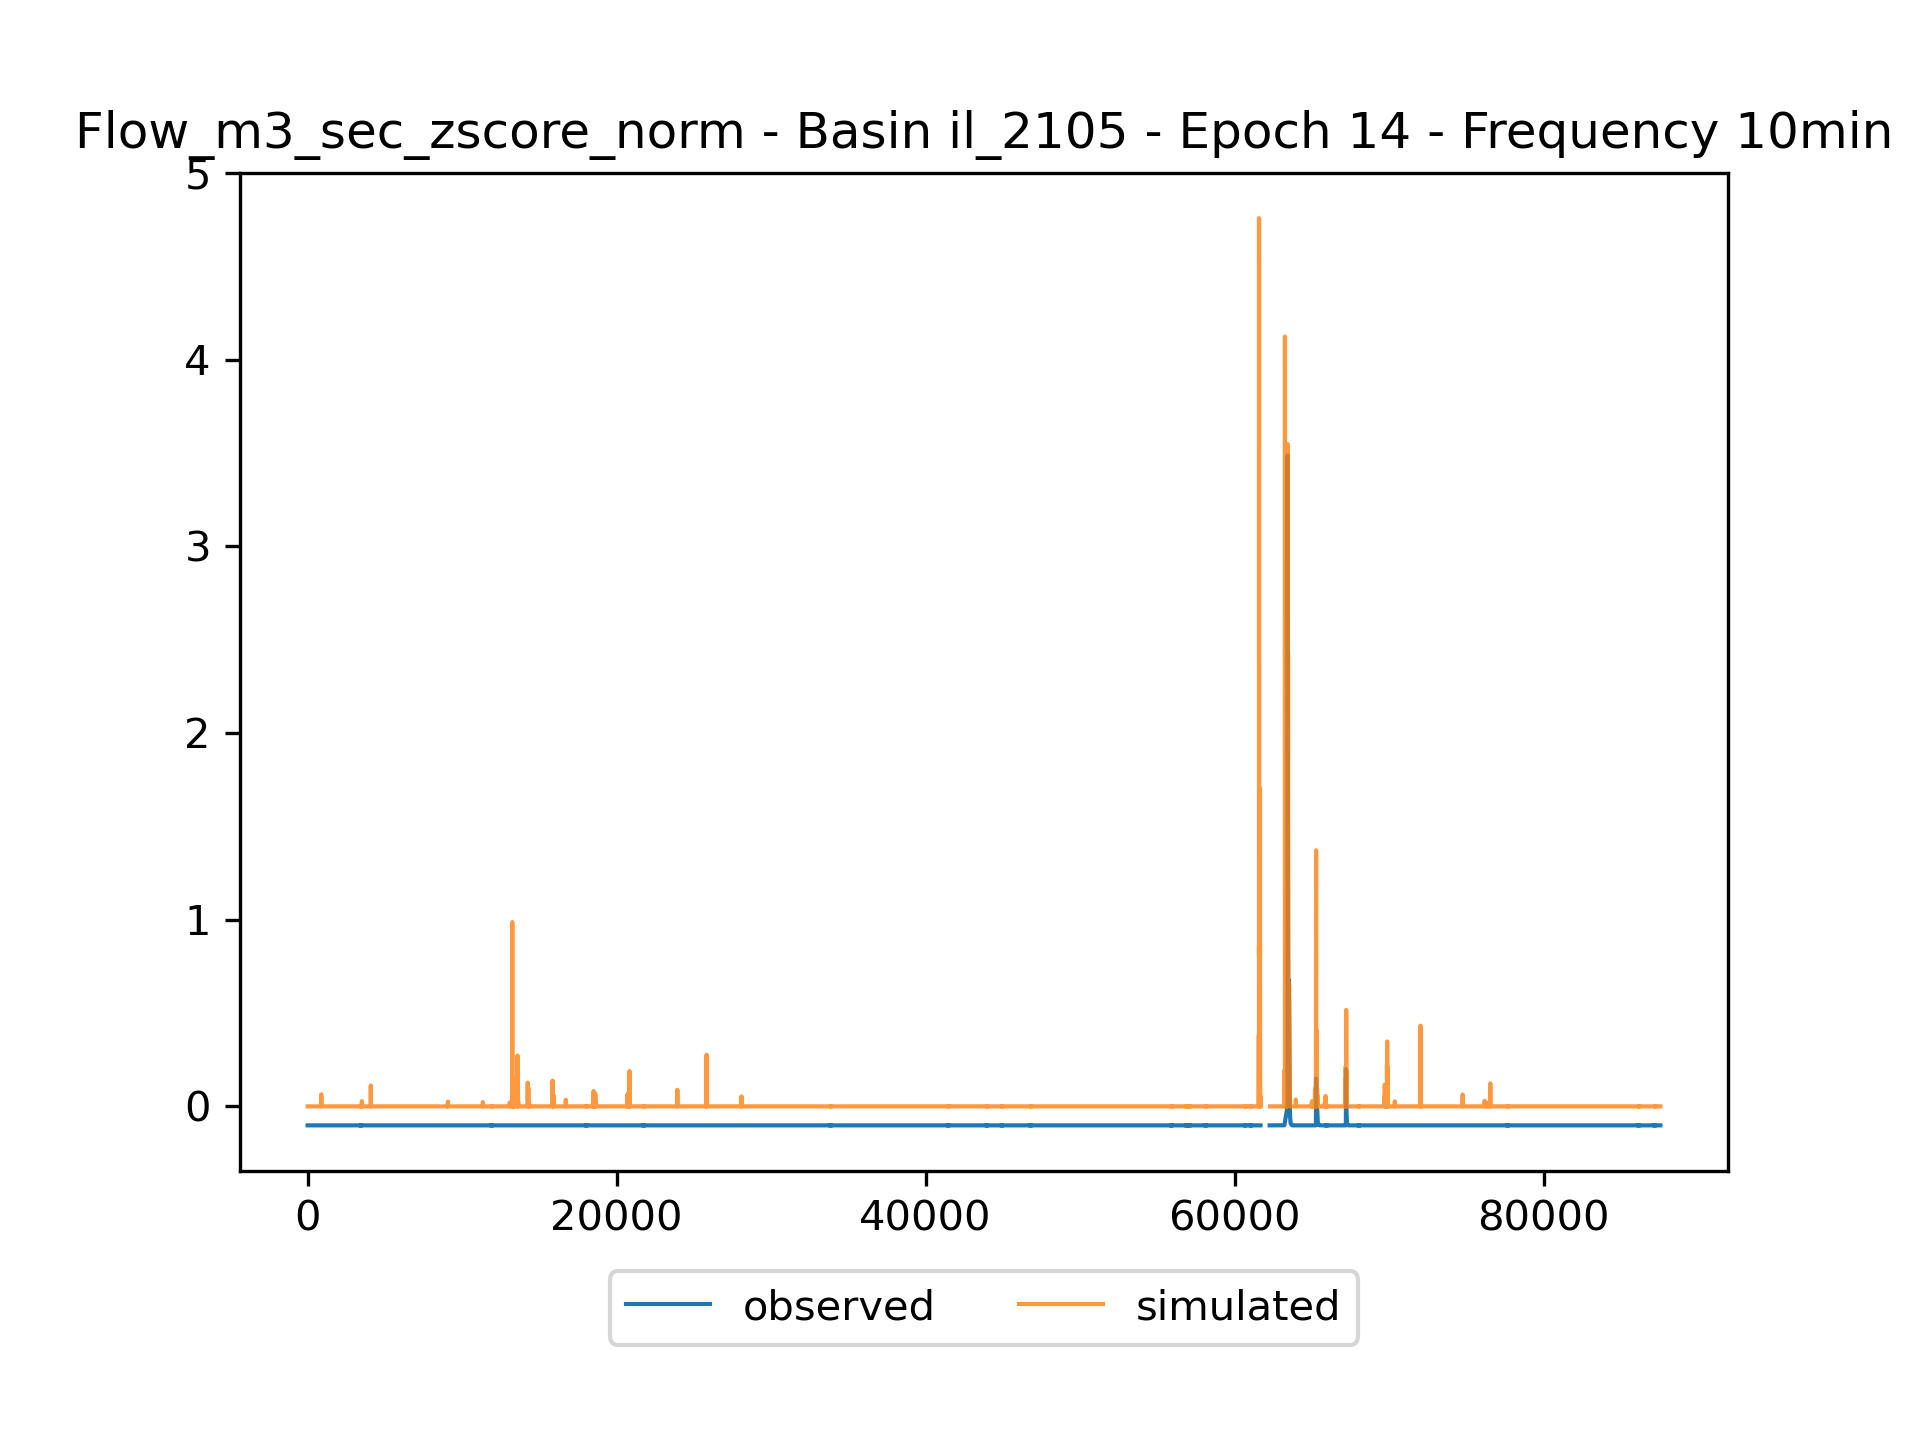 Flow_m3_sec_zscore_norm - Basin il_2105 - Epoch 14 - Frequency 10min
5
4
3
2
1
0
0 20000 40000 60000 80000
observed simulated